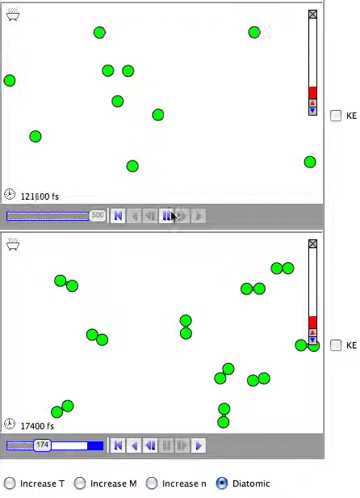 KE
121600 fs
500
KE
17400 fs
174
Increase T Increase M Increase n Diatomic